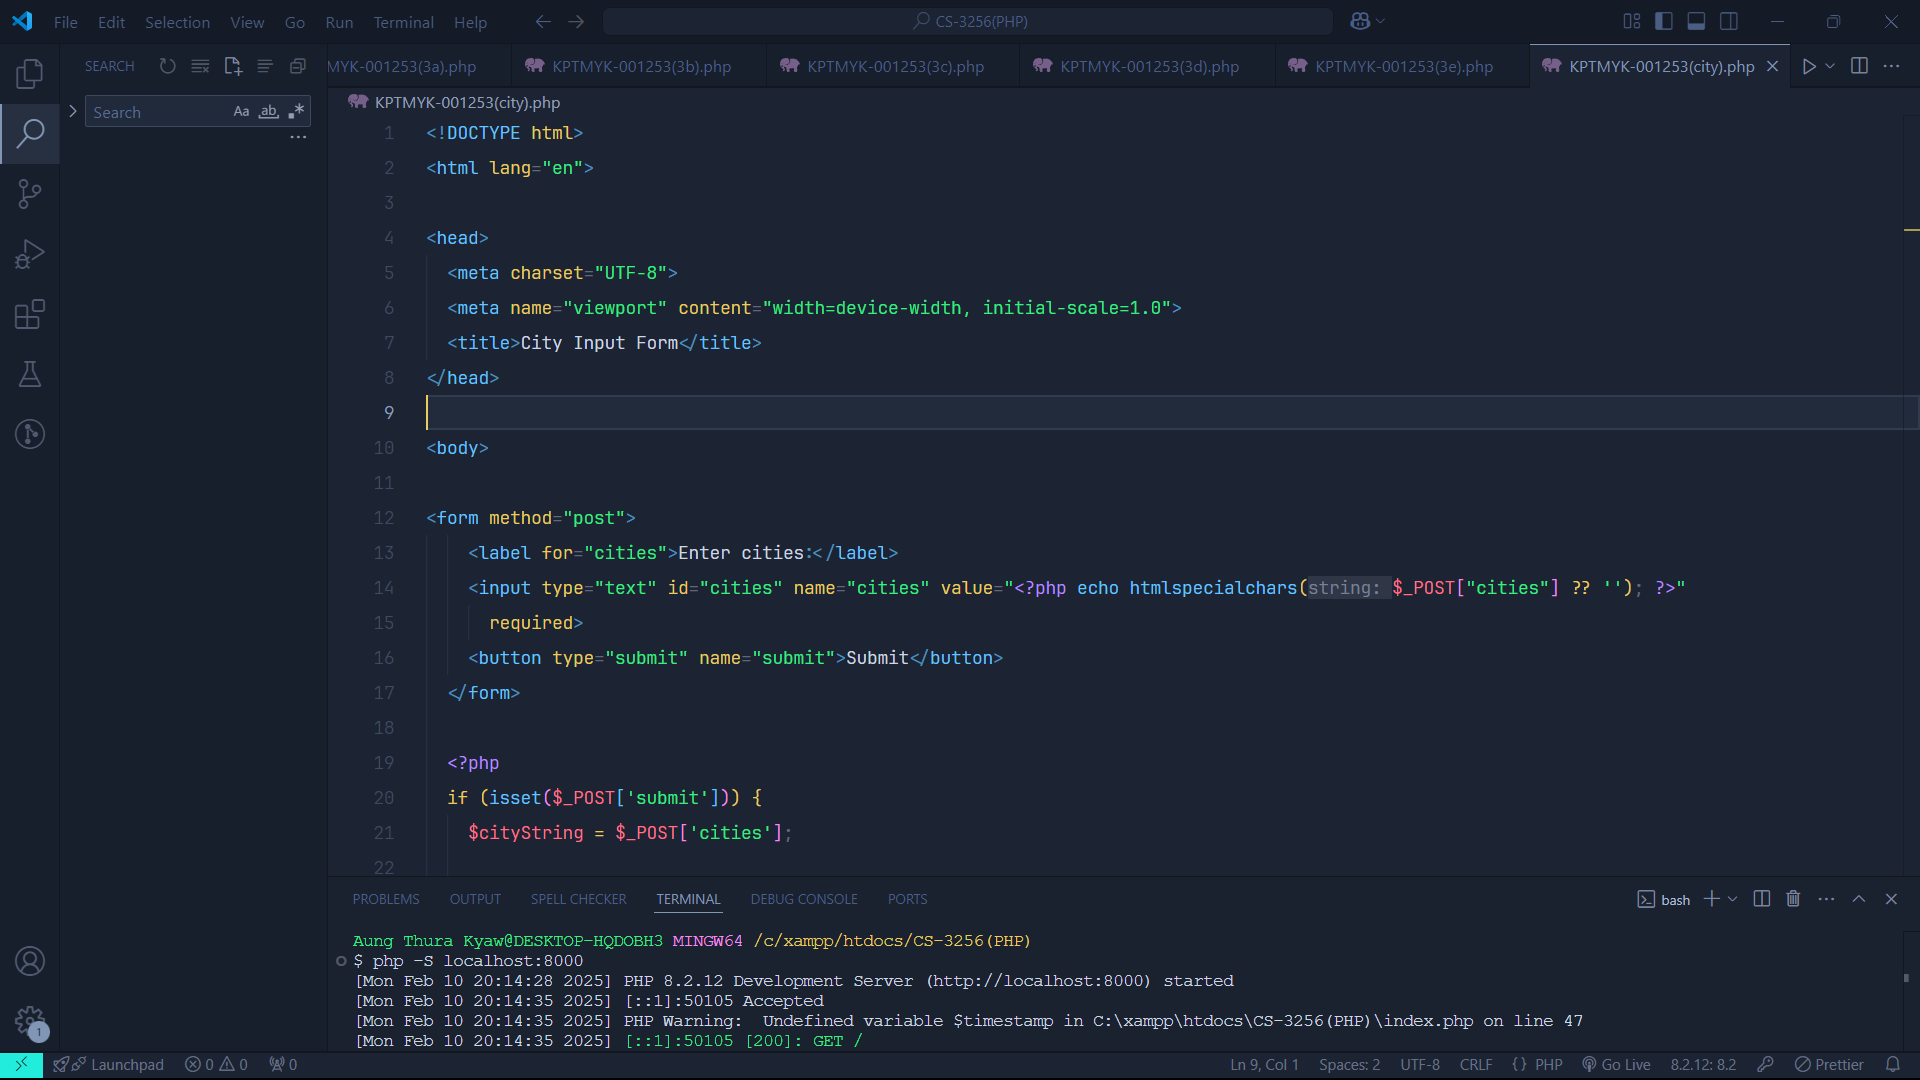 File Edit Selection View Go Run Terminal Help
CS-3256(PHP)
SEARCH
MYK-001253(3a).php
KPTMYK-001253(3b).php
KPTMYK-001253(3c).php
KPTMYK-001253(3d).php
KPTMYK-001253(3e).php
KPTMYK-001253(city).php
Search
Aa ab
KPTMYK-001253(city).php
1 <!DOCTYPE html>
2 <html lang="en">
3
4 <head>
5 <meta charset="UTF-8">
6 <meta name="viewport" content="width=device-width, initial-scale=1.0">
7 <title>City Input Form</title>
8 </head>
9
10 <body>
11
12 <form method="post">
13 <label for="cities">Enter cities:</label>
14 <input type="text" id="cities" name="cities" value="<?php echo htmlspecialchars(string: $_POST["cities"] ?? ''); ?>"
15 required>
16 <button type="submit" name="submit">Submit</button>
17 </form>
18
19 <?php
20 if (isset($_POST['submit'])) {
21 $cityString = $_POST['cities'];
22
PROBLEMS OUTPUT SPELL CHECKER TERMINAL DEBUG CONSOLE PORTS
bash
Aung Thura Kyaw@DESKTOP-HQDOBH3 MINGW64 /c/xampp/htdocs/CS-3256(PHP)
$ php -S localhost:8000
[Mon Feb 10 20:14:28 2025] PHP 8.2.12 Development Server (http://localhost:8000) started
[Mon Feb 10 20:14:35 2025] [::1]:50105 Accepted
[Mon Feb 10 20:14:35 2025] PHP Warning:  Undefined variable $timestamp in C:\xampp\htdocs\CS-3256(PHP)\index.php on line 47
[Mon Feb 10 20:14:35 2025] [::1]:50105 [200]: GET /
1
Launchpad 0 0 0
Ln 9, Col 1 Spaces: 2 UTF-8 CRLF {} PHP Go Live 8.2.12: 8.2 Prettier